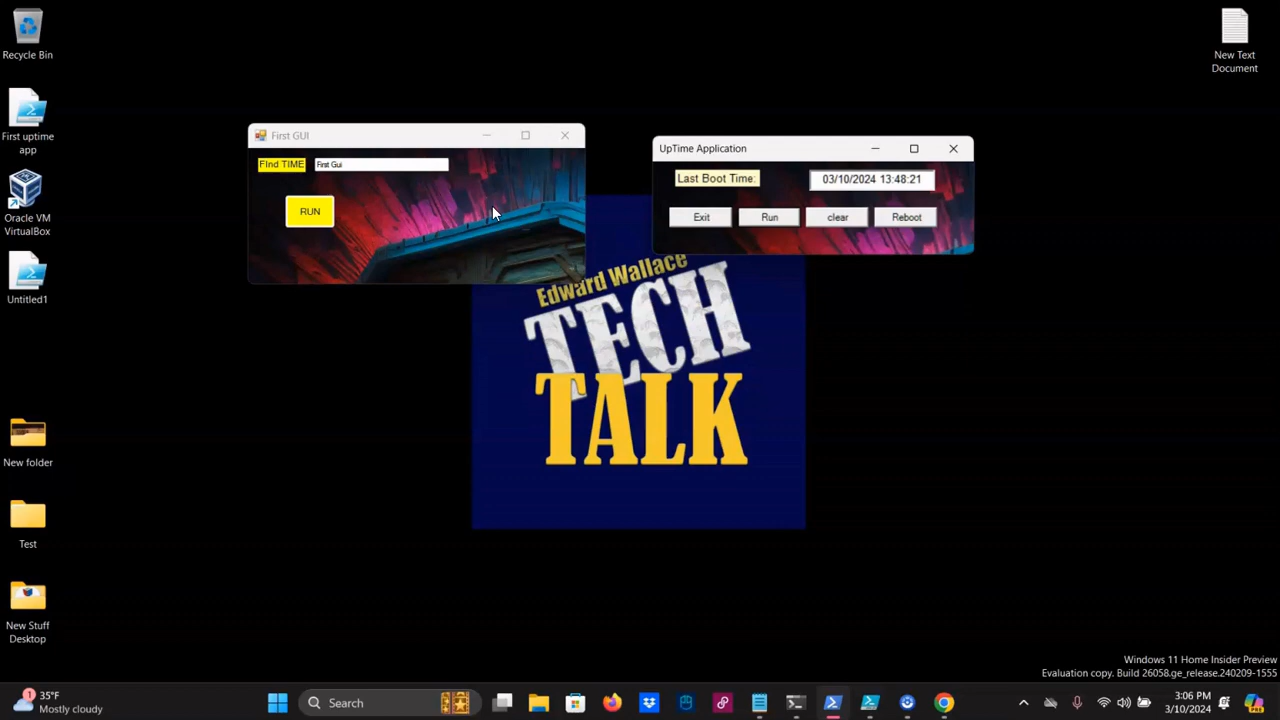 Recycle Bin
New Text
Document
First uptime
app
Oracle VM
VirtualBox
Untitled1
New folder
Test
New Stuff
Desktop
First GUI
FInd TIME
First Gui
RUN
UpTime Application
Last Boot Time:
03/10/2024 13:48:21
Exit
Run
clear
Reboot
Edward Wallace
TECH
TALK
Windows 11 Home Insider Preview
Evaluation copy. Build 26058.ge_release.240209-1555
1
35°F
Mostly cloudy
Search
3:06 PM
3/10/2024
PRE